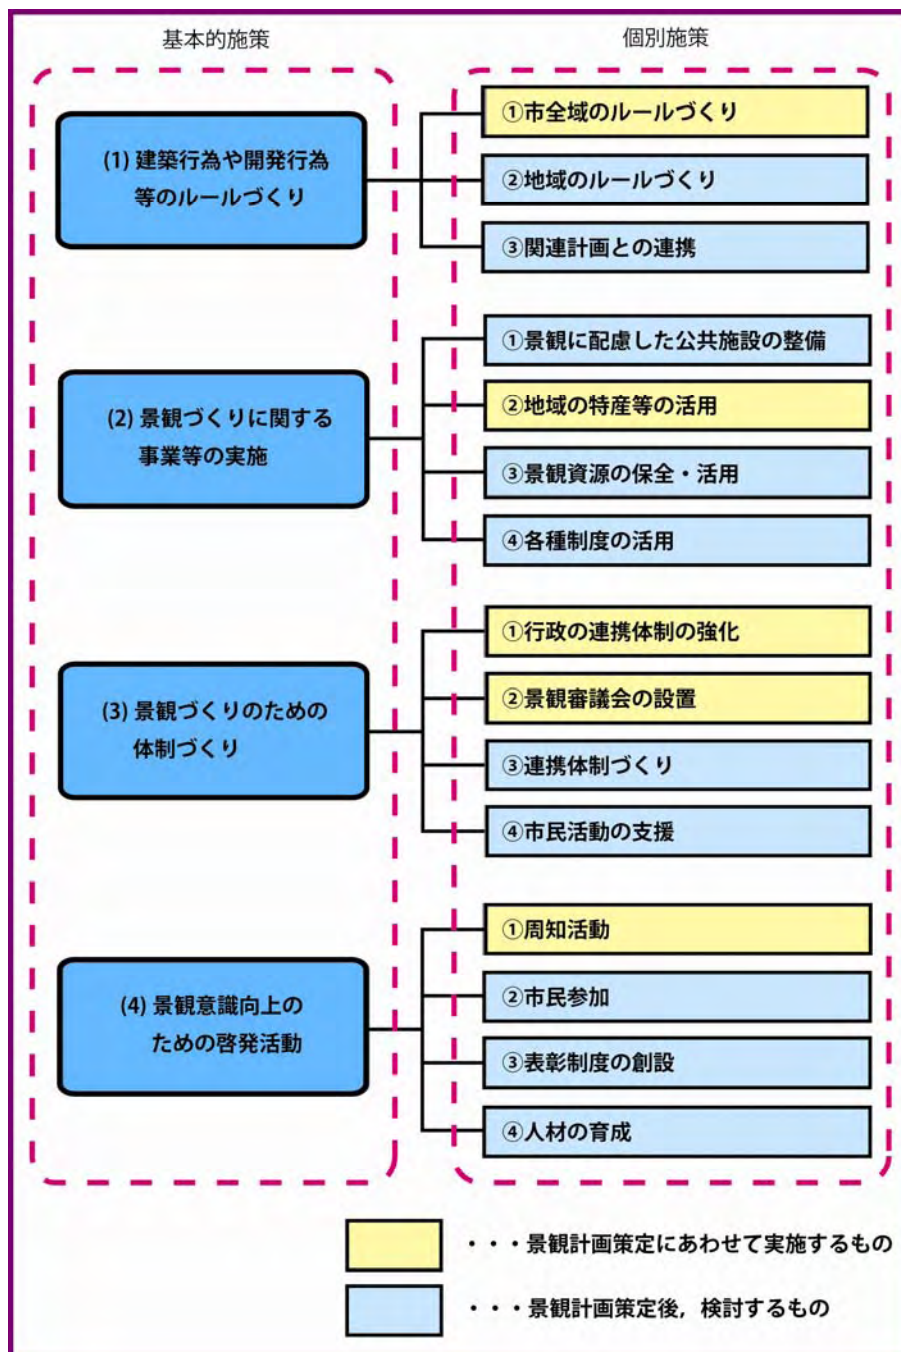 基本的施策
個別施策
(1) 建築行為や開発行為
等のルールづくり
①市全域のルールづくり
②地域のルールづくり
③関連計画との連携
(2) 景観づくりに関する
事業等の実施
①景観に配慮した公共施設の整備
②地域の特産等の活用
③景観資源の保全・活用
④各種制度の活用
(3) 景観づくりのための
体制づくり
①行政の連携体制の強化
②景観審議会の設置
③連携体制づくり
④市民活動の支援
(4) 景観意識向上の
ための啓発活動
①周知活動
②市民参加
③表彰制度の創設
④人材の育成
・・・景観計画策定にあわせて実施するもの
・・・景観計画策定後，検討するもの